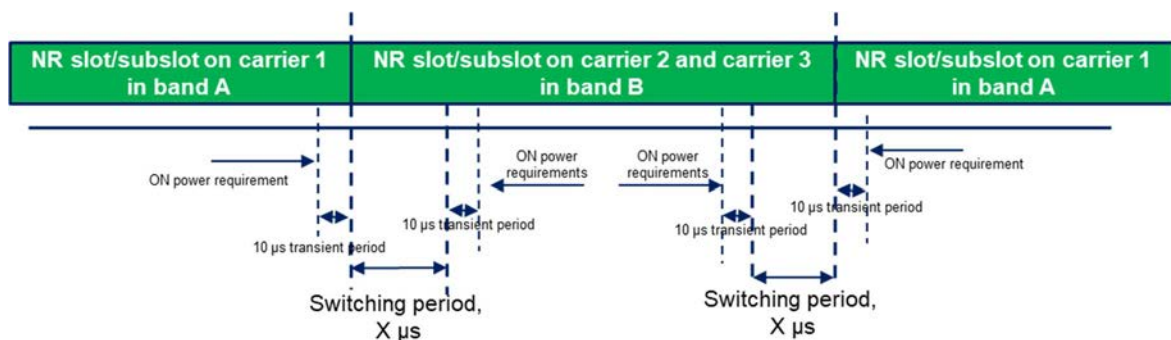 NR slot/subslot on carrier 1
in band A
NR slot/subslot on carrier 2 and carrier 3
in band B
NR slot/subslot on carrier 1
in band A
ON power requirement
10 µs transient period
ON power
requirements
10 µs transient period
ON power
requirements
10 µs transient period
ON power requirement
10 µs transient period
Switching period,
X µs
Switching period,
X µs